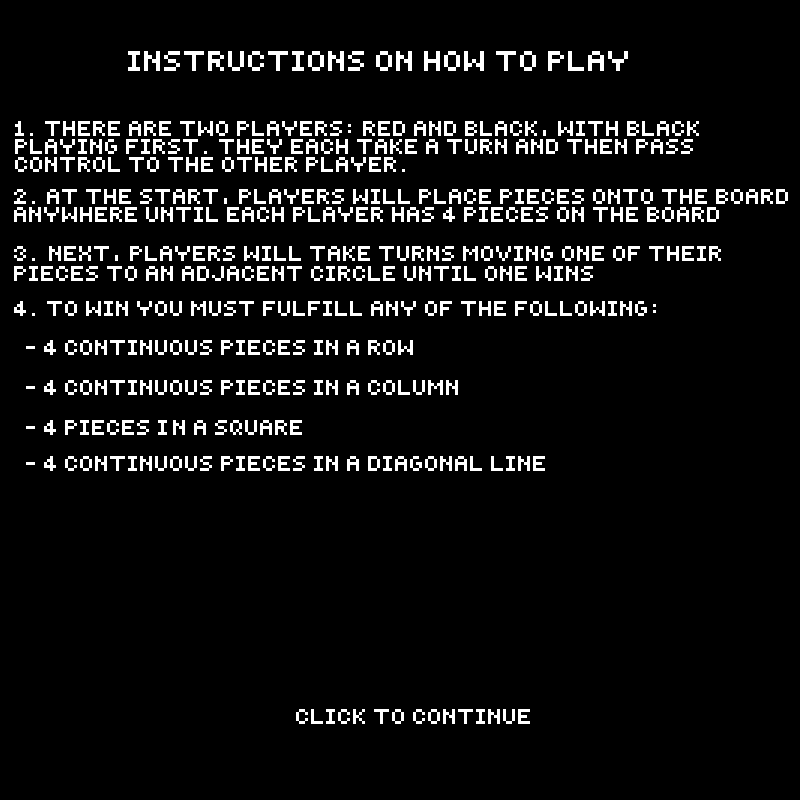 INSTRUCTIONS ON HOW TO PLAY
1. THERE ARE TWO PLAYERS: RED AND BLACK, WITH BLACK
PLAYING FIRST. THEY EACH TAKE A TURN AND THEN PASS
CONTROL TO THE OTHER PLAYER.
2. AT THE START, PLAYERS WILL PLACE PIECES ONTO THE BOARD
ANYWHERE UNTIL EACH PLAYER HAS 4 PIECES ON THE BOARD
3. NEXT, PLAYERS WILL TAKE TURNS MOVING ONE OF THEIR
PIECES TO AN ADJACENT CIRCLE UNTIL ONE WINS
4. TO WIN YOU MUST FULFILL ANY OF THE FOLLOWING:
- 4 CONTINUOUS PIECES IN A ROW
- 4 CONTINUOUS PIECES IN A COLUMN
- 4 PIECES IN A SQUARE
- 4 CONTINUOUS PIECES IN A DIAGONAL LINE
CLICK TO CONTINUE